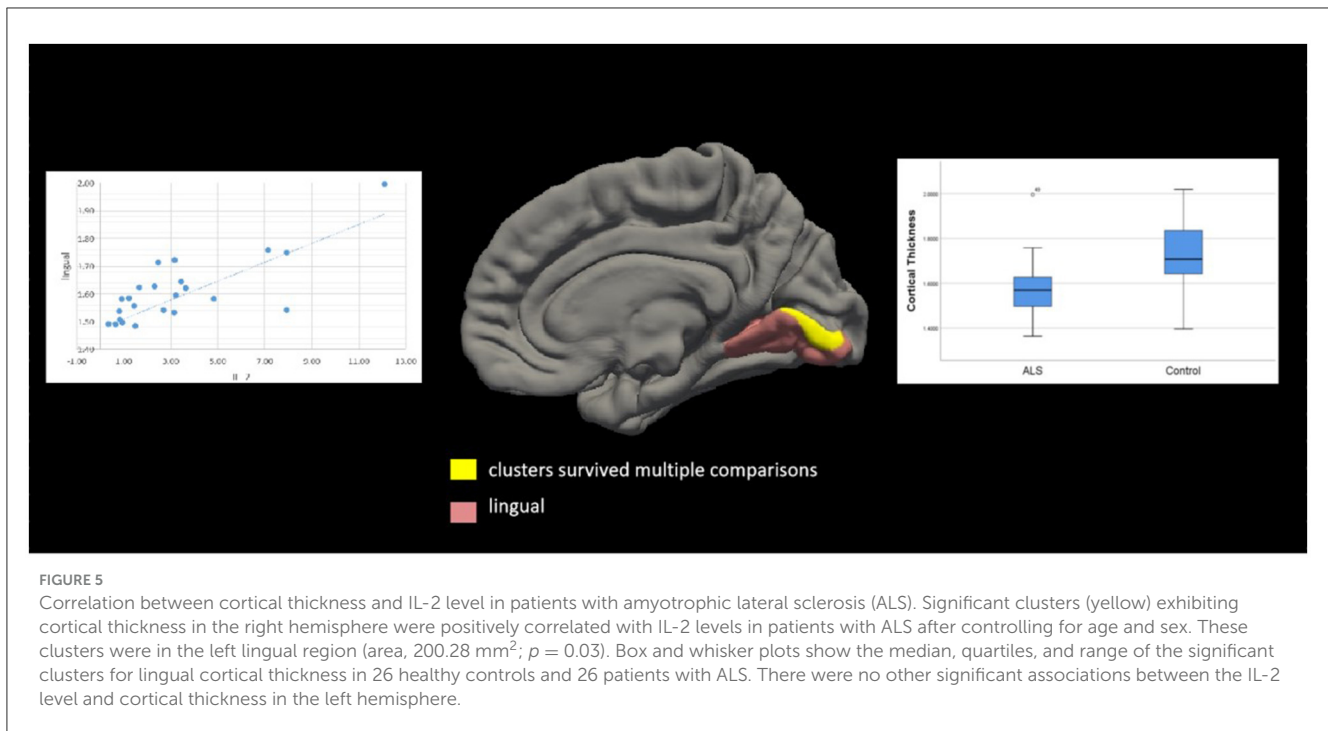 2.00
1.90
1.80
1.70
1.60
1.50
lingual
-1.00
1.00
3.00
5.00
7.00
9.00
11.00
13.00
Cortical Thickness
2.0000
1.8000
1.6000
1.4000
ALS
Control
clusters survived multiple comparisons
lingual
FIGURE 5
Correlation between cortical thickness and IL-2 level in patients with amyotrophic lateral sclerosis (ALS). Significant clusters (yellow) exhibiting
cortical thickness in the right hemisphere were positively correlated with IL-2 levels in patients with ALS after controlling for age and sex. These
clusters were in the left lingual region (area, 200.28 mm²; p = 0.03). Box and whisker plots show the median, quartiles, and range of the significant
clusters for lingual cortical thickness in 26 healthy controls and 26 patients with ALS. There were no other significant associations between the IL-2
level and cortical thickness in the left hemisphere.